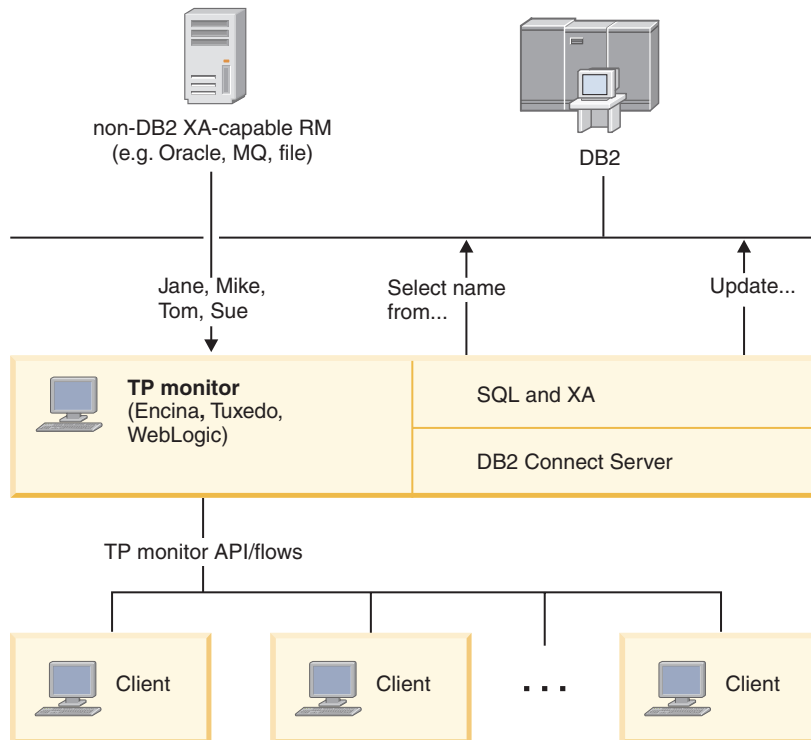 non-DB2 XA-capable RM
(e.g. Oracle, MQ, file)
DB2
Jane, Mike,
Tom, Sue
Select name
from...
Update...
TP monitor
(Encina, Tuxedo,
WebLogic)
SQL and XA
DB2 Connect Server
TP monitor API/flows
Client
Client
. . .
Client